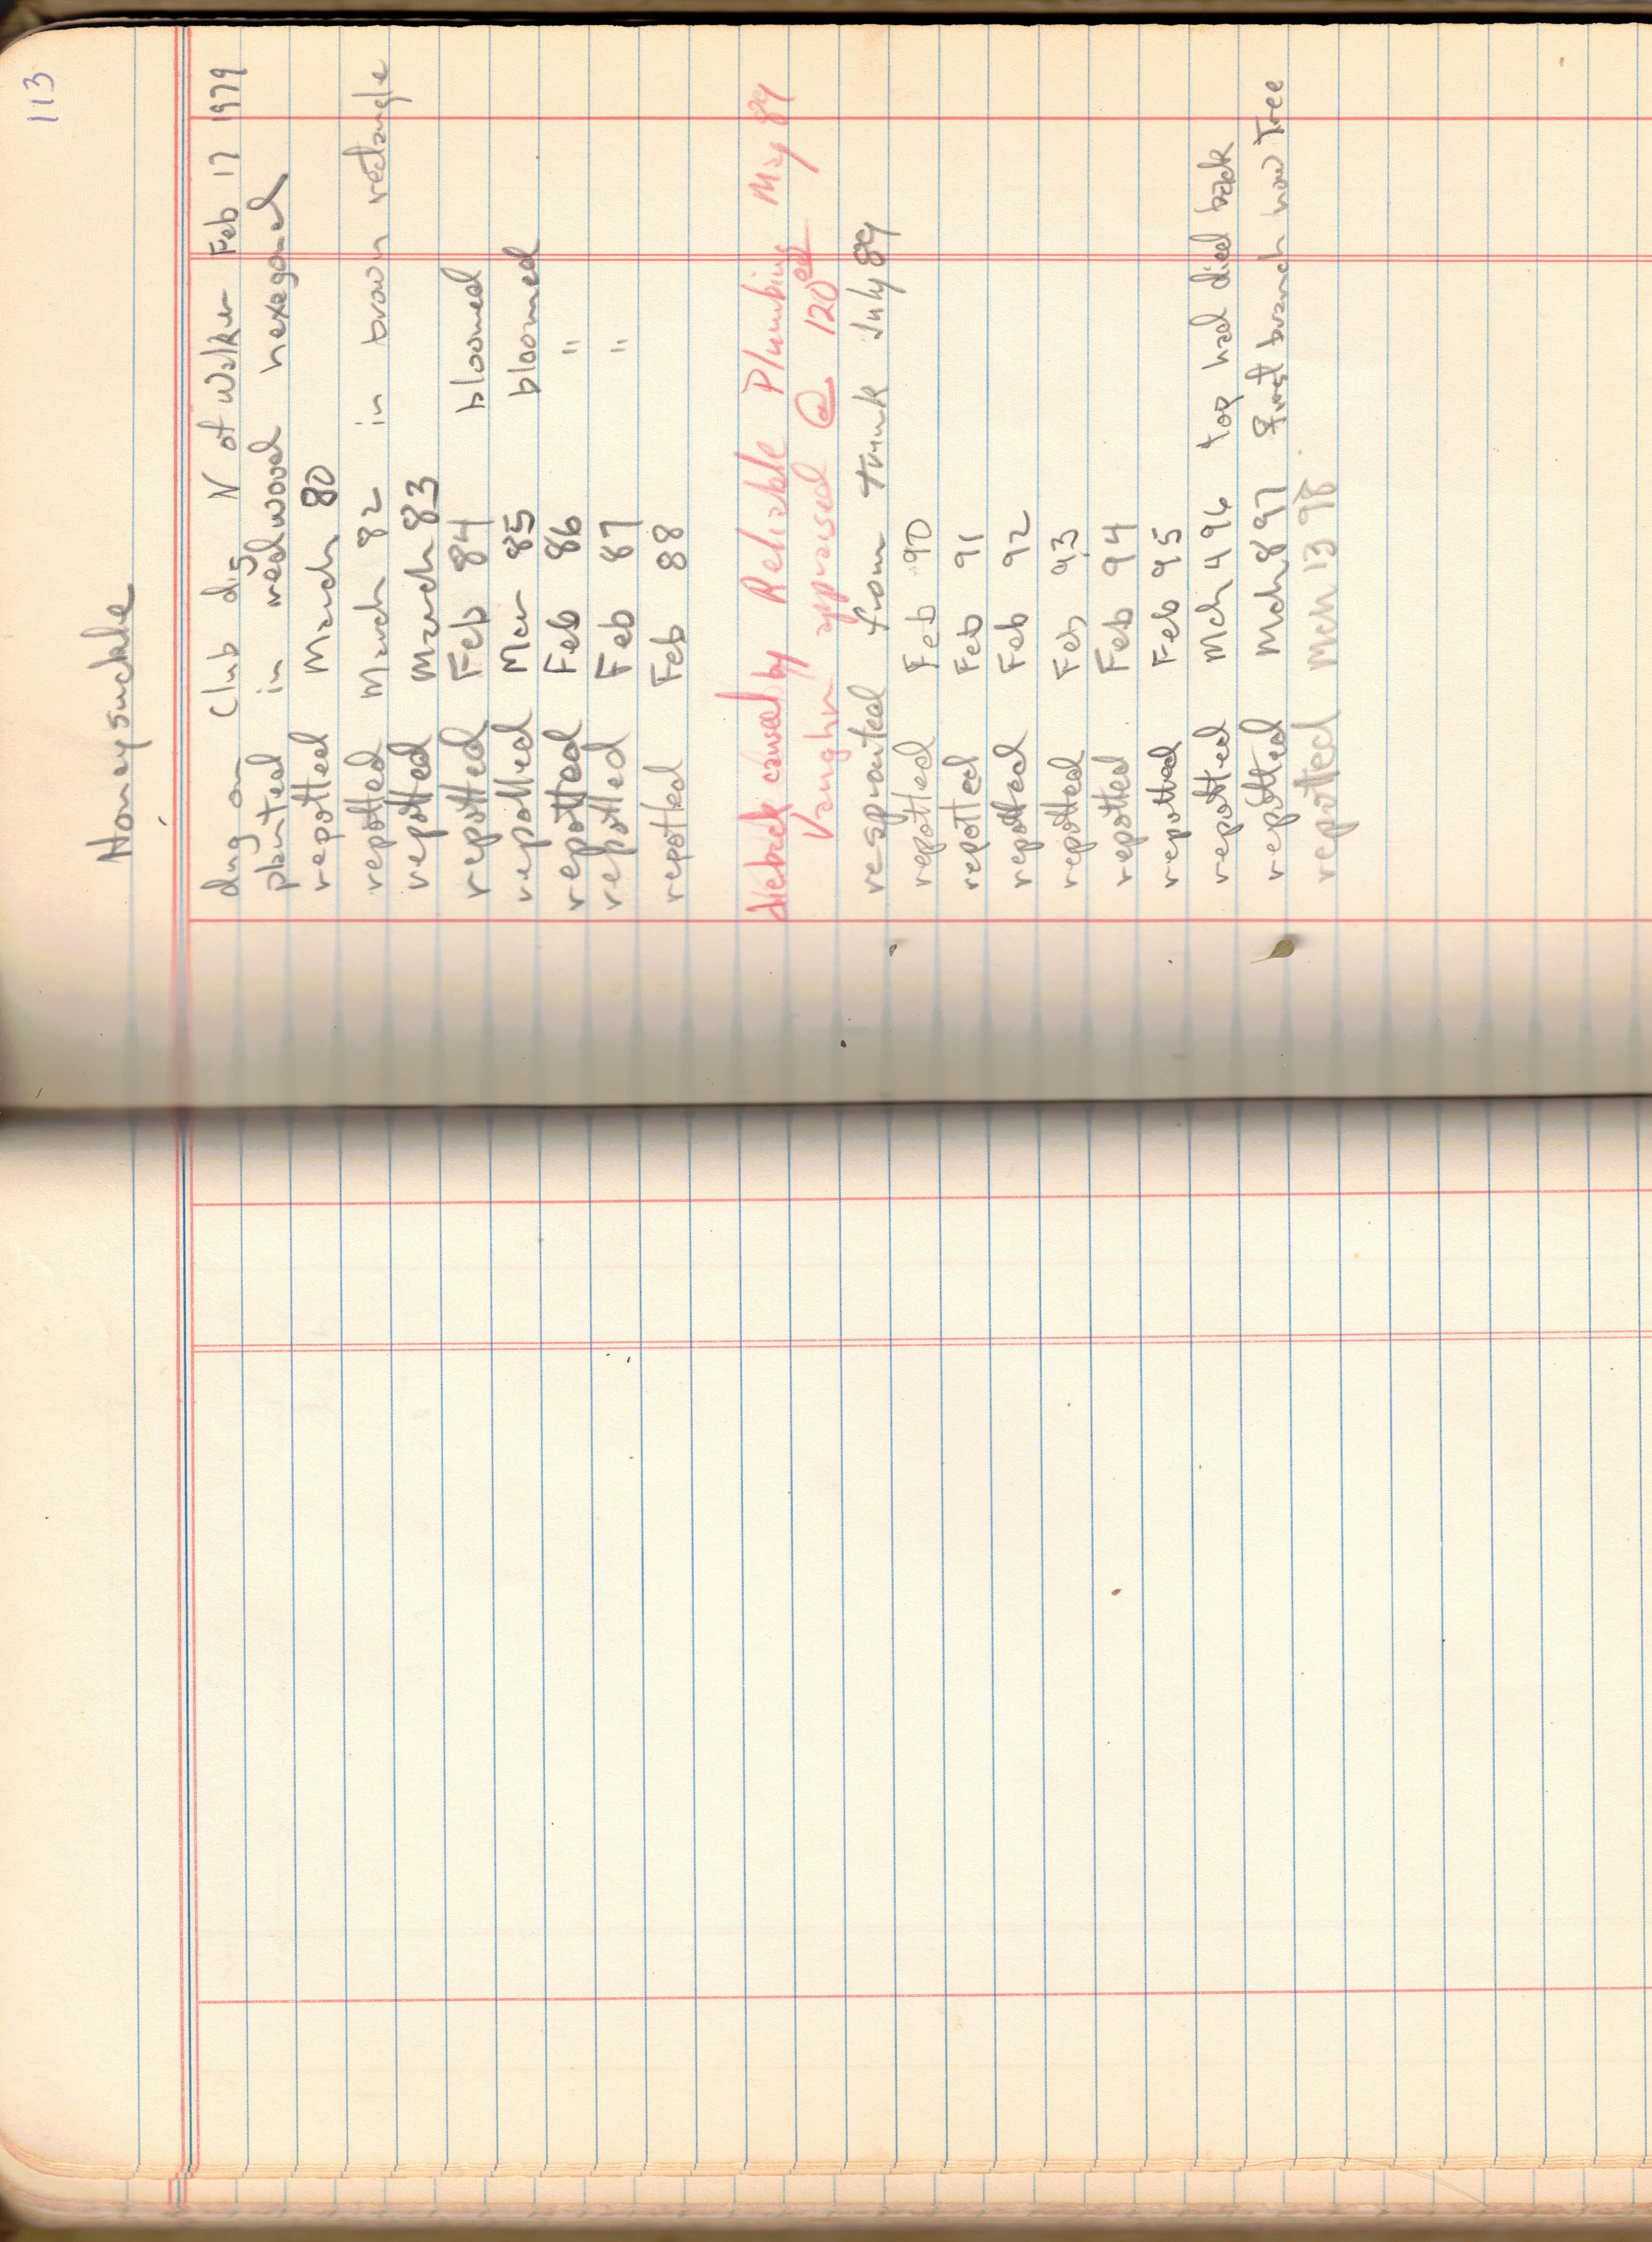 113
Honeysuckle
dug on Club dig N of Walker Feb 17 1979
planted in redwood hexegonal
repotted March 80
repotted March 82 in brown rectangle
repotted March 83
repotted Feb 84 bloomed
repotted Mar 85 bloomed
repotted Feb 86 "
repotted Feb 87 "
repotted Feb 88
dieback caused by Reliable Plumbing May 89
Vaughn appraised @ 120
resprouted from trunk July 89
repotted Feb 90
repotted Feb 91
repotted Feb 92
repotted Feb 93
repotted Feb 94
repotted Feb 95
repotted Mch 4 96 top had died back
repotted Mch 8 97 first branch now tree
repotted Mch 13 98